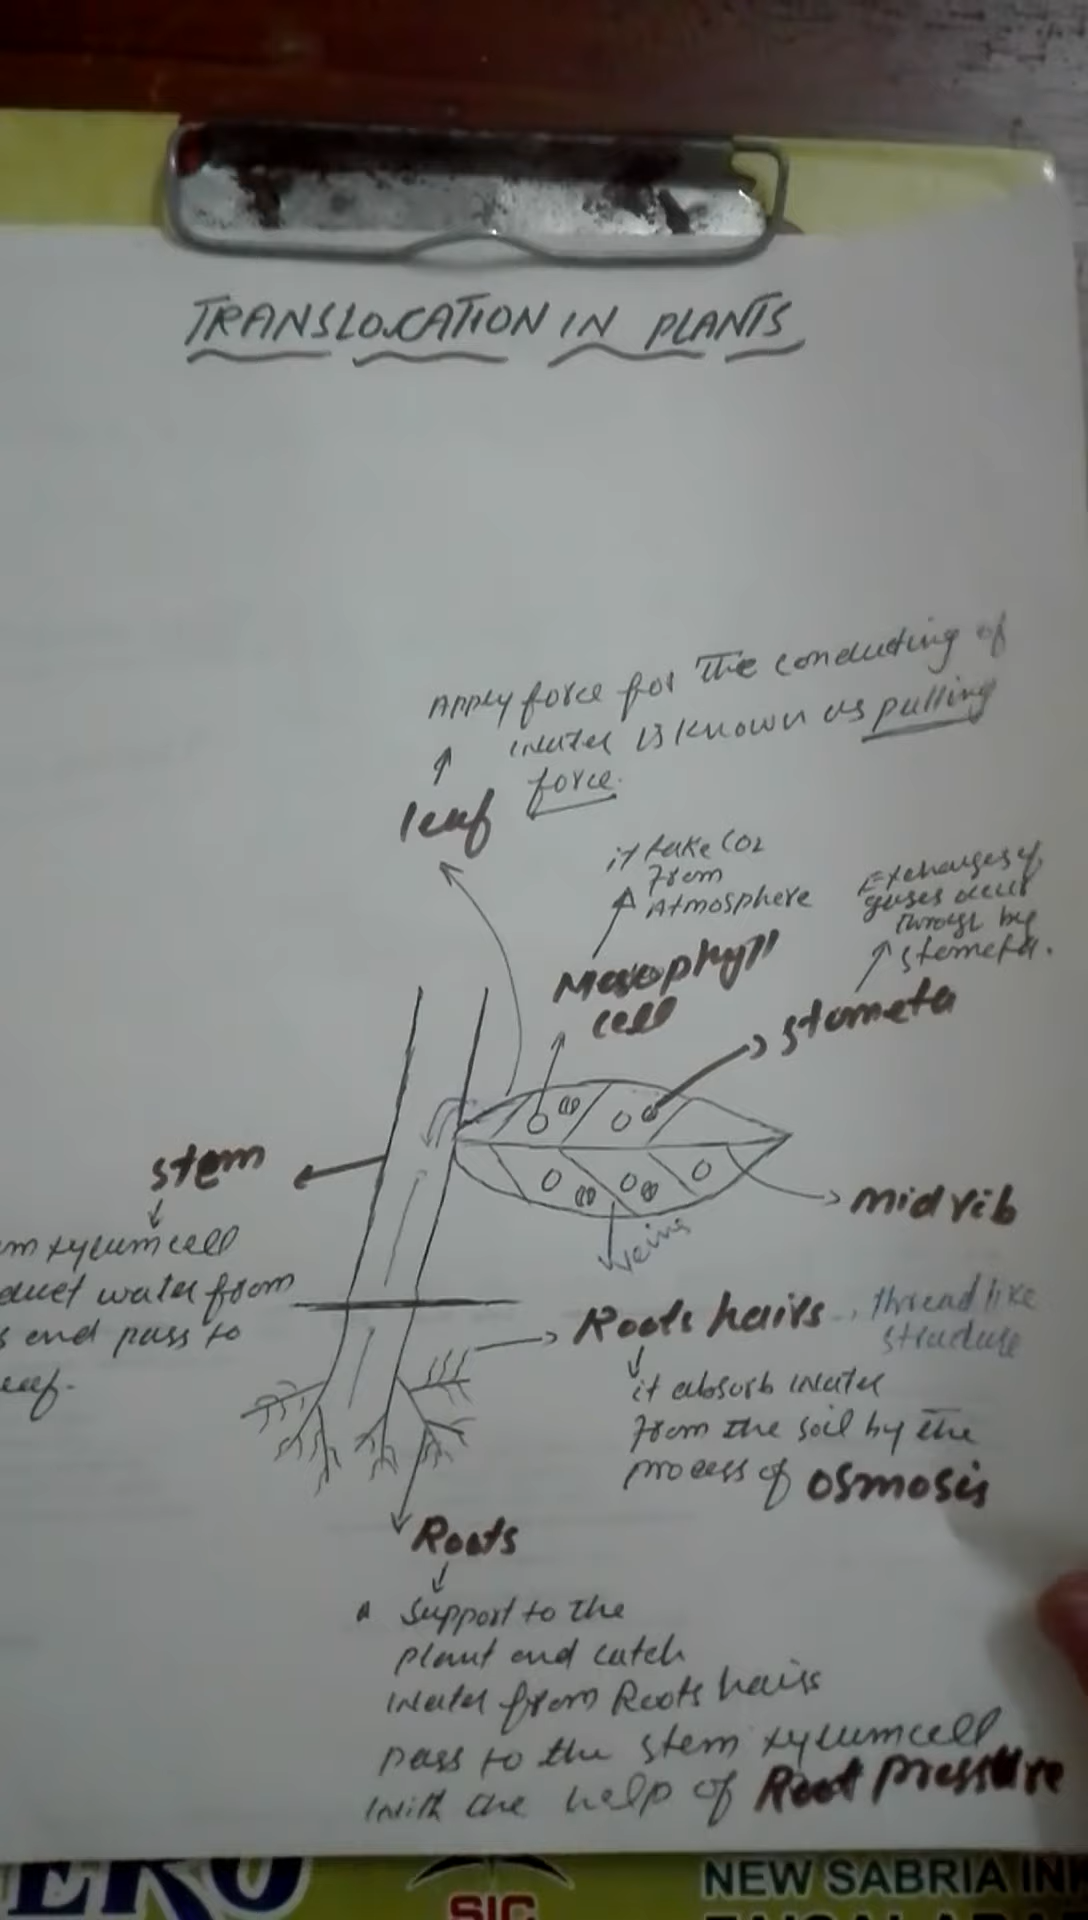 TRANSLOCATION IN PLANTS
Apply force for The conducting of
water is known as pulling
force.
leaf
it take CO2
from
Atmosphere
Exchanges of
gases occur
through by
stometa.
Mesophyll
cell
stometa
stem
xylum cell
water from
end pass to
midrib
veins
Roots hairs
thread like
structure
it absorb water
from the soil by the
process of osmosis
Roots
Support to the
plant and catch
water from Roots hairs
pass to the stem xylum cell
with the help of Root pressure
ERO
SIC
NEW SABRIA IN